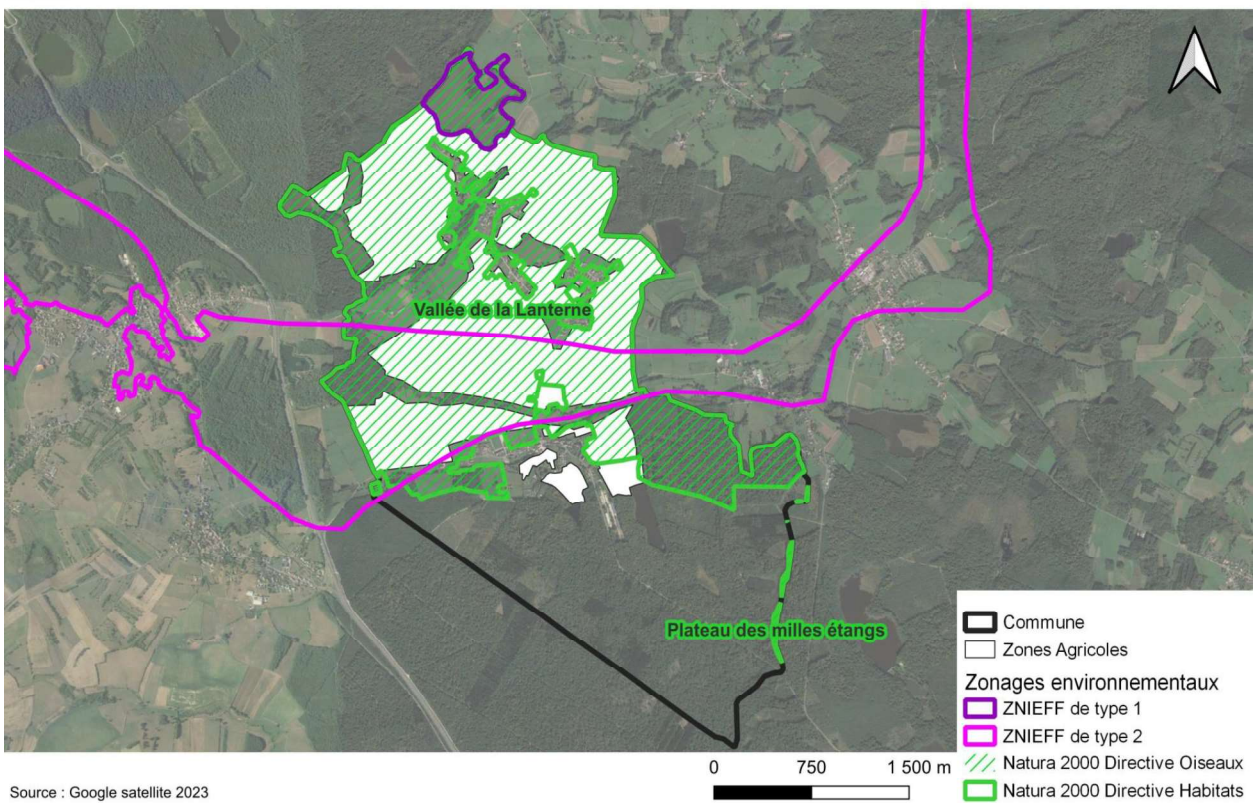 Vallée de la Lanterne
Plateau des milles étangs
Commune
Zones Agricoles
Zonages environnementaux
ZNIEFF de type 1
ZNIEFF de type 2
Natura 2000 Directive Oiseaux
Natura 2000 Directive Habitats
0 750 1 500 m
Source : Google satellite 2023